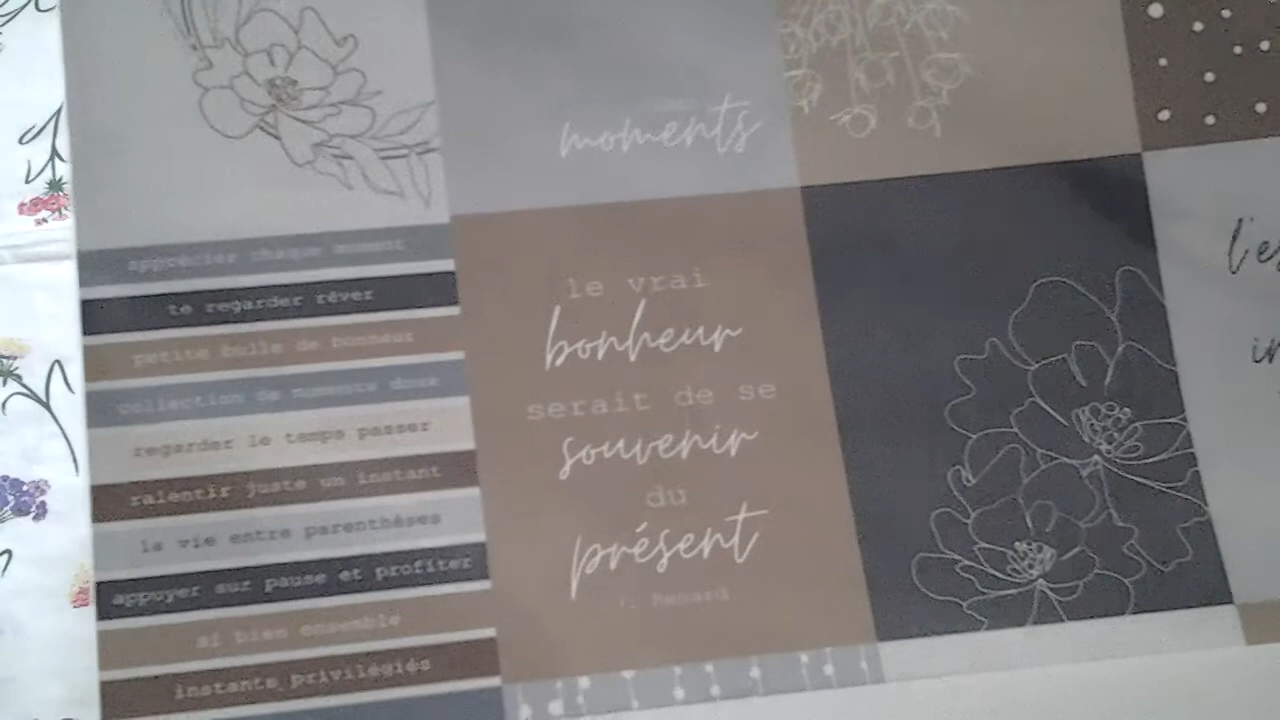 moments
apprécier chaque moment
te regarder rêver
petite bulle de bonheur
collection de moments doux
regarder le temps passer
ralentir juste un instant
la vie entre parenthèses
appuyer sur pause et profiter
si bien ensemble
instants privilégiés
le vrai
bonheur
serait de se
souvenir
du
présent
J. Renard